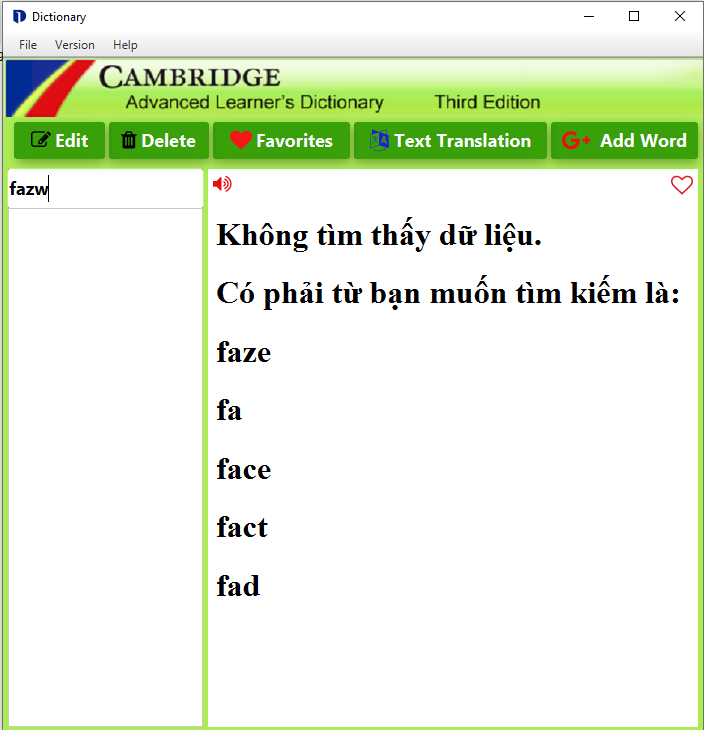 Dictionary
File Version Help
CAMBRIDGE
Advanced Learner's Dictionary Third Edition
Edit Delete Favorites Text Translation G+ Add Word
fazw
Không tìm thấy dữ liệu.
Có phải từ bạn muốn tìm kiếm là:
faze
fa
face
fact
fad